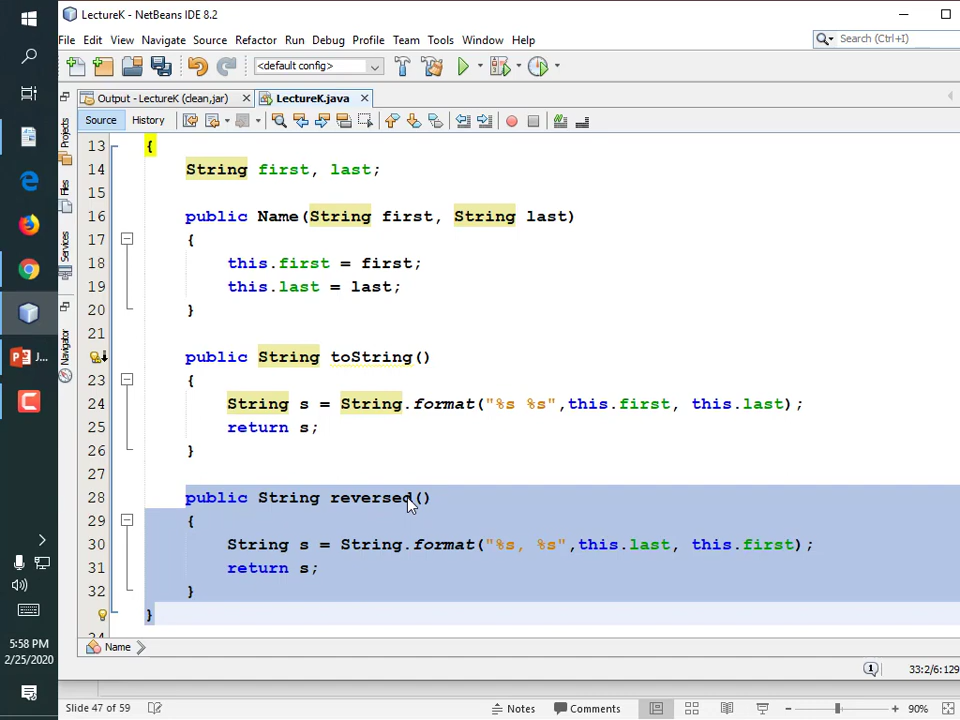 LectureK - NetBeans IDE 8.2
File Edit View Navigate Source Refactor Run Debug Profile Team Tools Window Help
Search (Ctrl+I)
<default config>
Output - LectureK (clean,jar)
LectureK.java
Source History
Projects
Files
Services
Navigator
13 {
14 String first, last;
15
16 public Name(String first, String last)
17 {
18 this.first = first;
19 this.last = last;
20 }
21
public String toString()
23 {
24 String s = String.format("%s %s",this.first, this.last);
25 return s;
26 }
27
28 public String reversed()
29 {
30 String s = String.format("%s, %s",this.last, this.first);
31 return s;
32 }
}
Name
1
33:2/6:129
J...
5:58 PM
2/25/2020
Slide 47 of 59
Notes
Comments
90%